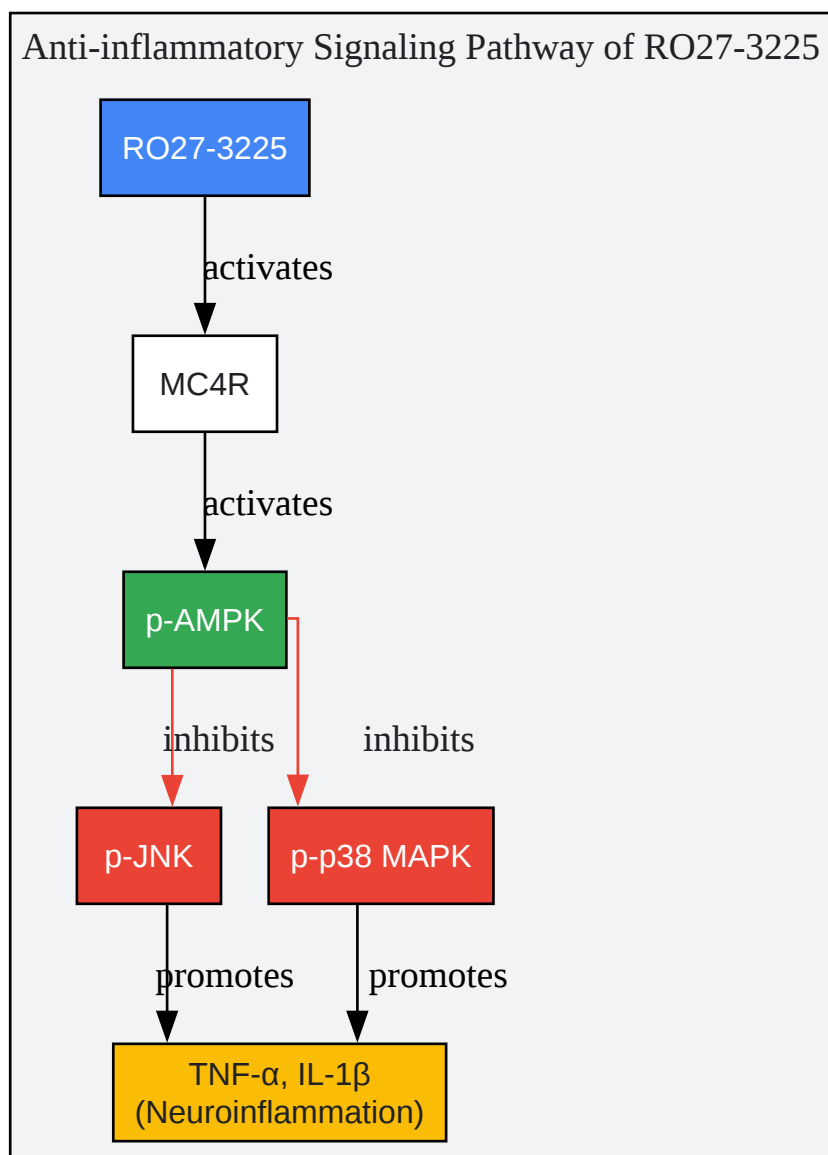 Anti-inflammatory Signaling Pathway of RO27-3225
RO27-3225
activates
MC4R
activates
p-AMPK
inhibits
inhibits
p-JNK
p-p38 MAPK
promotes
promotes
TNF-α, IL-1β
(Neuroinflammation)